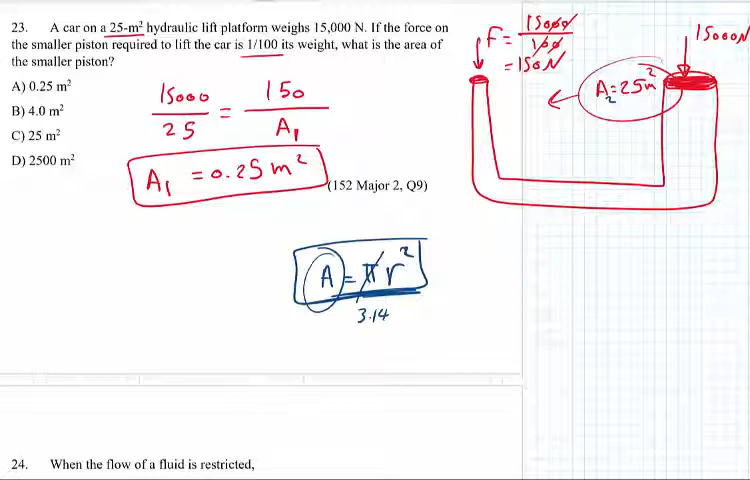 23. A car on a 25-m² hydraulic lift platform weighs 15,000 N. If the force on
the smaller piston required to lift the car is 1/100 its weight, what is the area of
the smaller piston?
A) 0.25 m²
B) 4.0 m²
C) 25 m²
D) 2500 m²
15000/25 = 150/A₁
A₁ = 0.25 m²
(152 Major 2, Q9)
F = 15000/100
= 150N
A₂ = 25m²
15000N
A = πr²
3.14
24. When the flow of a fluid is restricted,